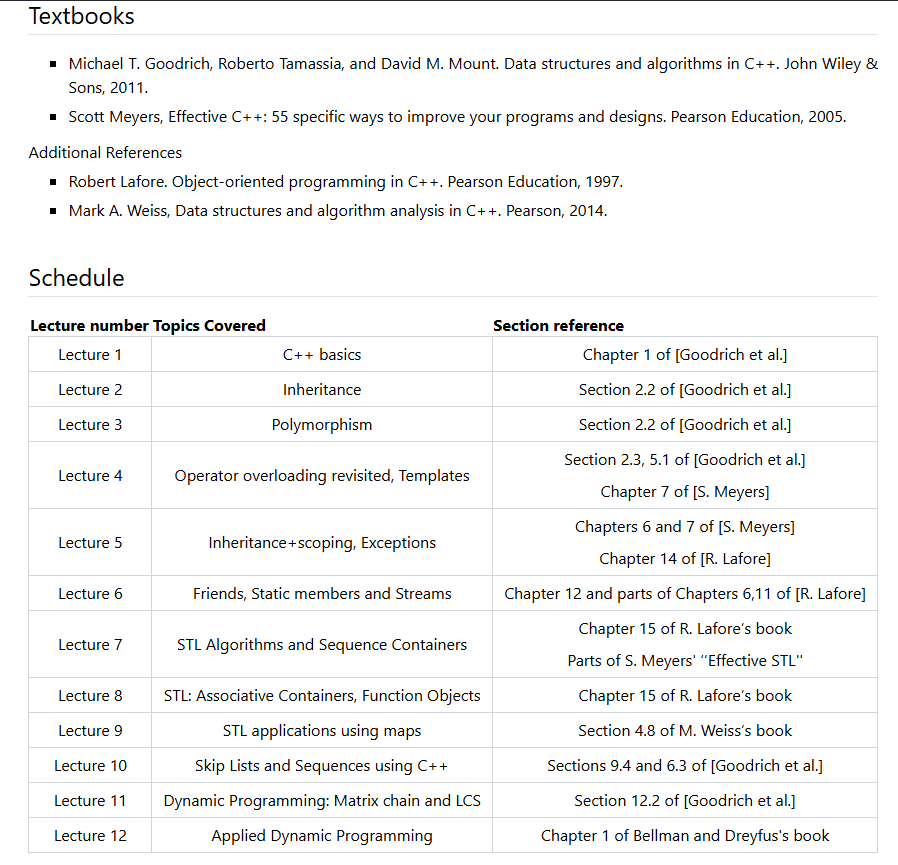 Textbooks
Michael T. Goodrich, Roberto Tamassia, and David M. Mount. Data structures and algorithms in C++. John Wiley &
Sons, 2011.
Scott Meyers, Effective C++: 55 specific ways to improve your programs and designs. Pearson Education, 2005.
Additional References
Robert Lafore. Object-oriented programming in C++. Pearson Education, 1997.
Mark A. Weiss, Data structures and algorithm analysis in C++. Pearson, 2014.
Schedule
Lecture number Topics Covered Section reference
Lecture 1 C++ basics Chapter 1 of [Goodrich et al.]
Lecture 2 Inheritance Section 2.2 of [Goodrich et al.]
Lecture 3 Polymorphism Section 2.2 of [Goodrich et al.]
Lecture 4 Operator overloading revisited, Templates Section 2.3, 5.1 of [Goodrich et al.]
Chapter 7 of [S. Meyers]
Lecture 5 Inheritance+scoping, Exceptions Chapters 6 and 7 of [S. Meyers]
Chapter 14 of [R. Lafore]
Lecture 6 Friends, Static members and Streams Chapter 12 and parts of Chapters 6,11 of [R. Lafore]
Lecture 7 STL Algorithms and Sequence Containers Chapter 15 of R. Lafore's book
Parts of S. Meyers' ''Effective STL''
Lecture 8 STL: Associative Containers, Function Objects Chapter 15 of R. Lafore's book
Lecture 9 STL applications using maps Section 4.8 of M. Weiss's book
Lecture 10 Skip Lists and Sequences using C++ Sections 9.4 and 6.3 of [Goodrich et al.]
Lecture 11 Dynamic Programming: Matrix chain and LCS Section 12.2 of [Goodrich et al.]
Lecture 12 Applied Dynamic Programming Chapter 1 of Bellman and Dreyfus's book